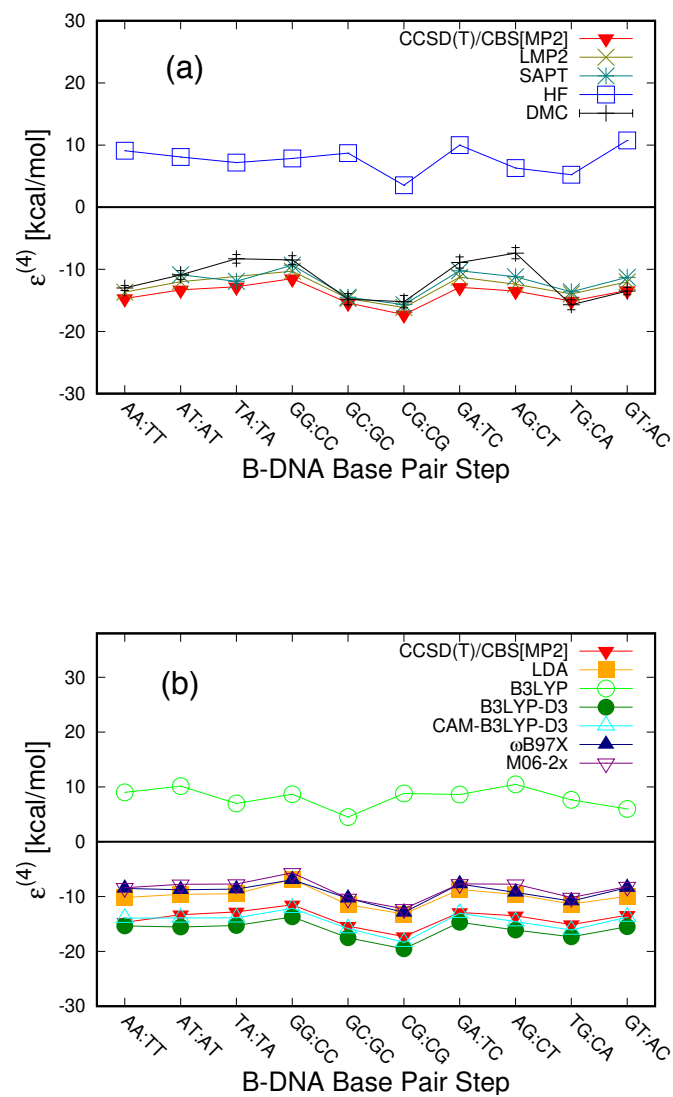 30
20
10
0
-10
-20
-30
ε(4) [kcal/mol]
(a)
CCSD(T)/CBS[MP2]
LMP2
SAPT
HF
DMC
AA:TT
AT:AT
TA:TA
GG:CC
GC:GC
CG:CG
GA:TC
AG:CT
TG:CA
GT:AC
B-DNA Base Pair Step
30
20
10
0
-10
-20
-30
ε(4) [kcal/mol]
(b)
CCSD(T)/CBS[MP2]
LDA
B3LYP
B3LYP-D3
CAM-B3LYP-D3
ωB97X
M06-2x
AA:TT
AT:AT
TA:TA
GG:CC
GC:GC
CG:CG
GA:TC
AG:CT
TG:CA
GT:AC
B-DNA Base Pair Step